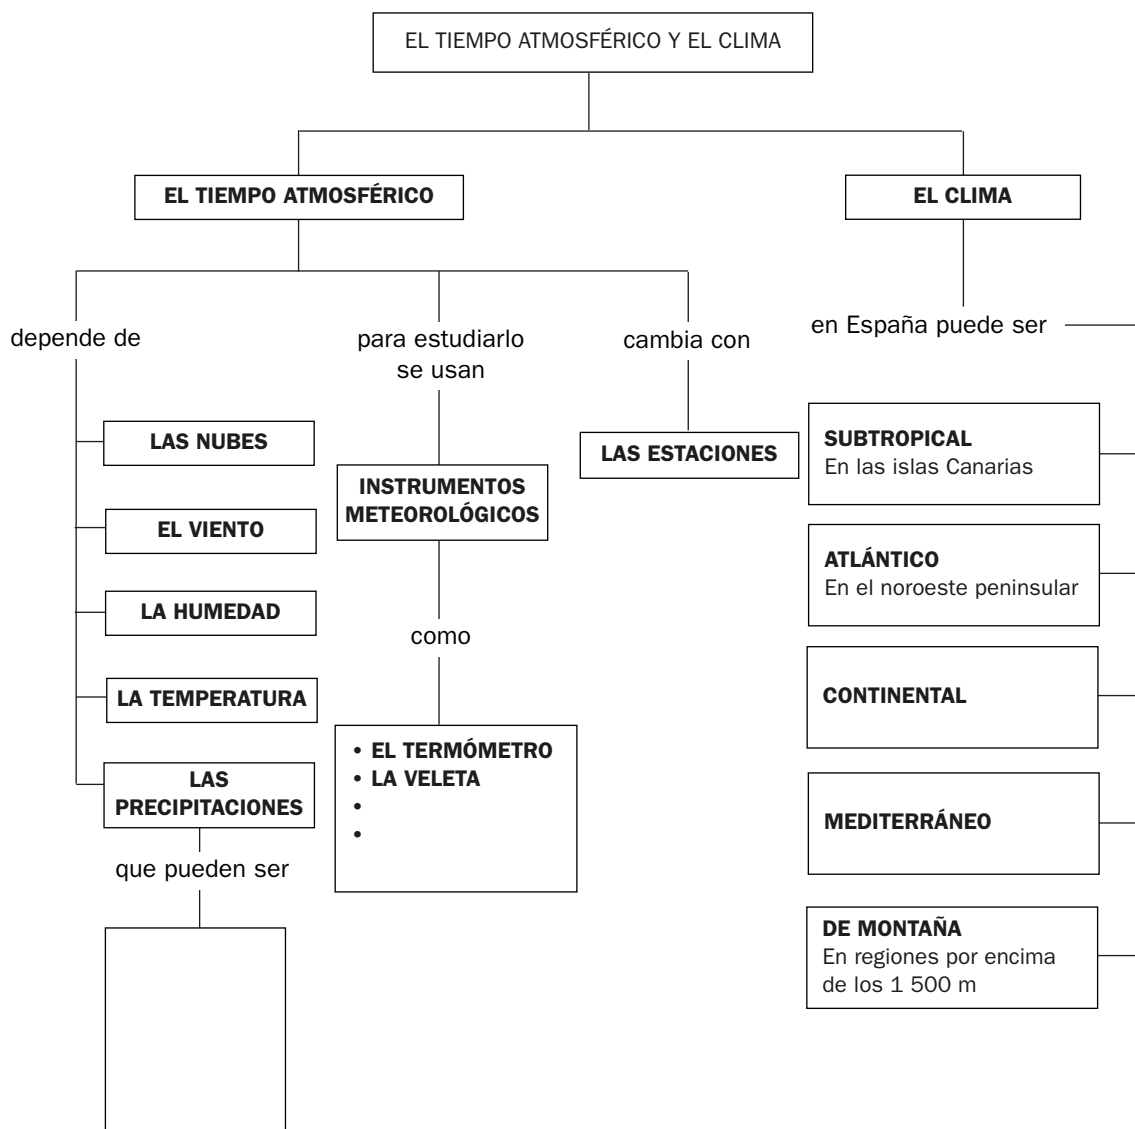 EL TIEMPO ATMOSFÉRICO Y EL CLIMA
EL TIEMPO ATMOSFÉRICO
EL CLIMA
depende de
para estudiarlo
se usan
cambia con
en España puede ser
LAS NUBES
EL VIENTO
LA HUMEDAD
LA TEMPERATURA
LAS
PRECIPITACIONES
que pueden ser
INSTRUMENTOS
METEOROLÓGICOS
como
• EL TERMÓMETRO
• LA VELETA
•
•
LAS ESTACIONES
SUBTROPICAL
En las islas Canarias
ATLÁNTICO
En el noroeste peninsular
CONTINENTAL
MEDITERRÁNEO
DE MONTAÑA
En regiones por encima
de los 1 500 m